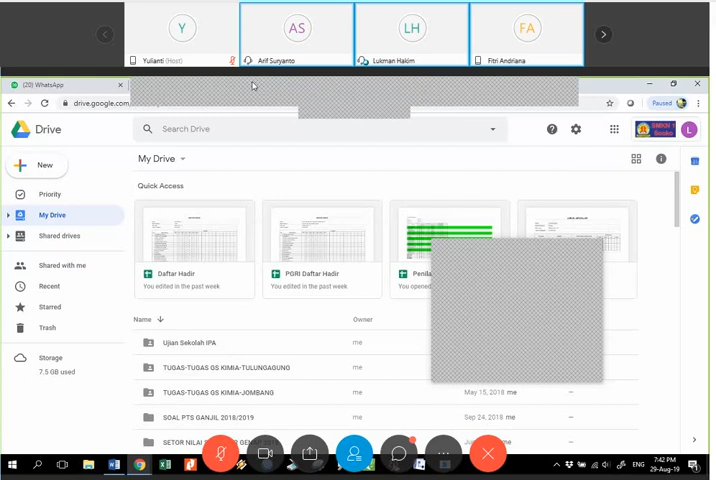 Y
AS
LH
FA
Yulianti (Host)
Arif Suryanto
Lukman Hakim
Fitri Andriana
(20) WhatsApp
drive.google.com
Paused
Drive
Search Drive
SMKN 1
Sooko
L
New
My Drive
Priority
Quick Access
My Drive
Shared drives
Shared with me
Recent
Starred
Trash
Storage
7.5 GB used
Daftar Hadir
You edited in the past week
PGRI Daftar Hadir
You edited in the past week
Penila
You opened
Name
Owner
Ujian Sekolah IPA
me
TUGAS-TUGAS GS KIMIA-TULUNGAGUNG
me
TUGAS-TUGAS GS KIMIA-JOMBANG
me
May 15, 2018 me
—
SOAL PTS GANJIL 2018/2019
me
Sep 24, 2018 me
—
SETOR NILAI
me
ENG
7:42 PM
29-Aug-19